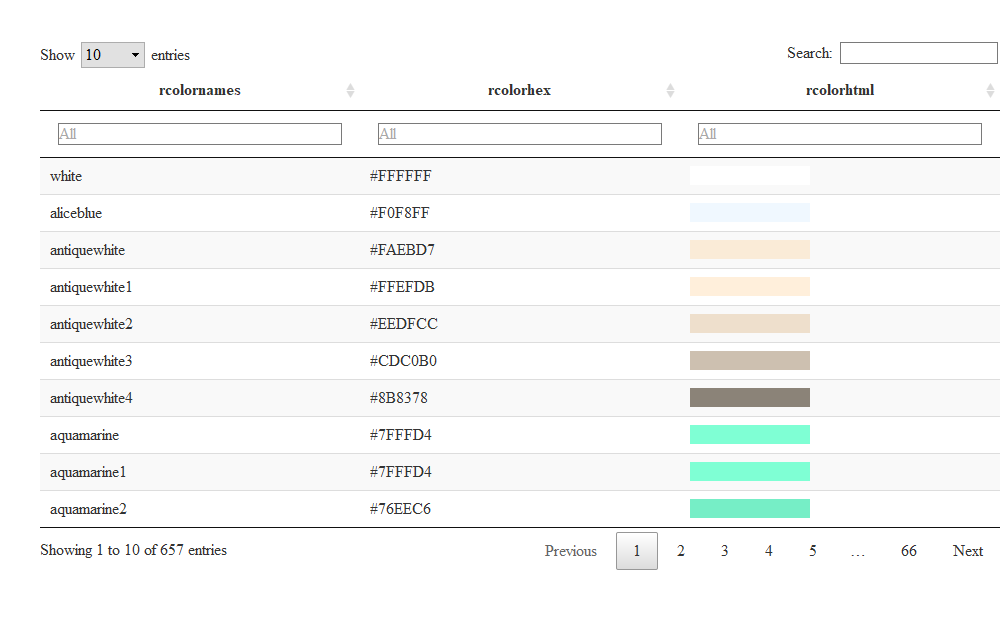 Show 10 entries Search:
rcolornames rcolorhex rcolorhtml
All All All
white #FFFFFF
aliceblue #F0F8FF
antiquewhite #FAEBD7
antiquewhite1 #FFEFDB
antiquewhite2 #EEDFCC
antiquewhite3 #CDC0B0
antiquewhite4 #8B8378
aquamarine #7FFFD4
aquamarine1 #7FFFD4
aquamarine2 #76EEC6
Showing 1 to 10 of 657 entries Previous 1 2 3 4 5 … 66 Next